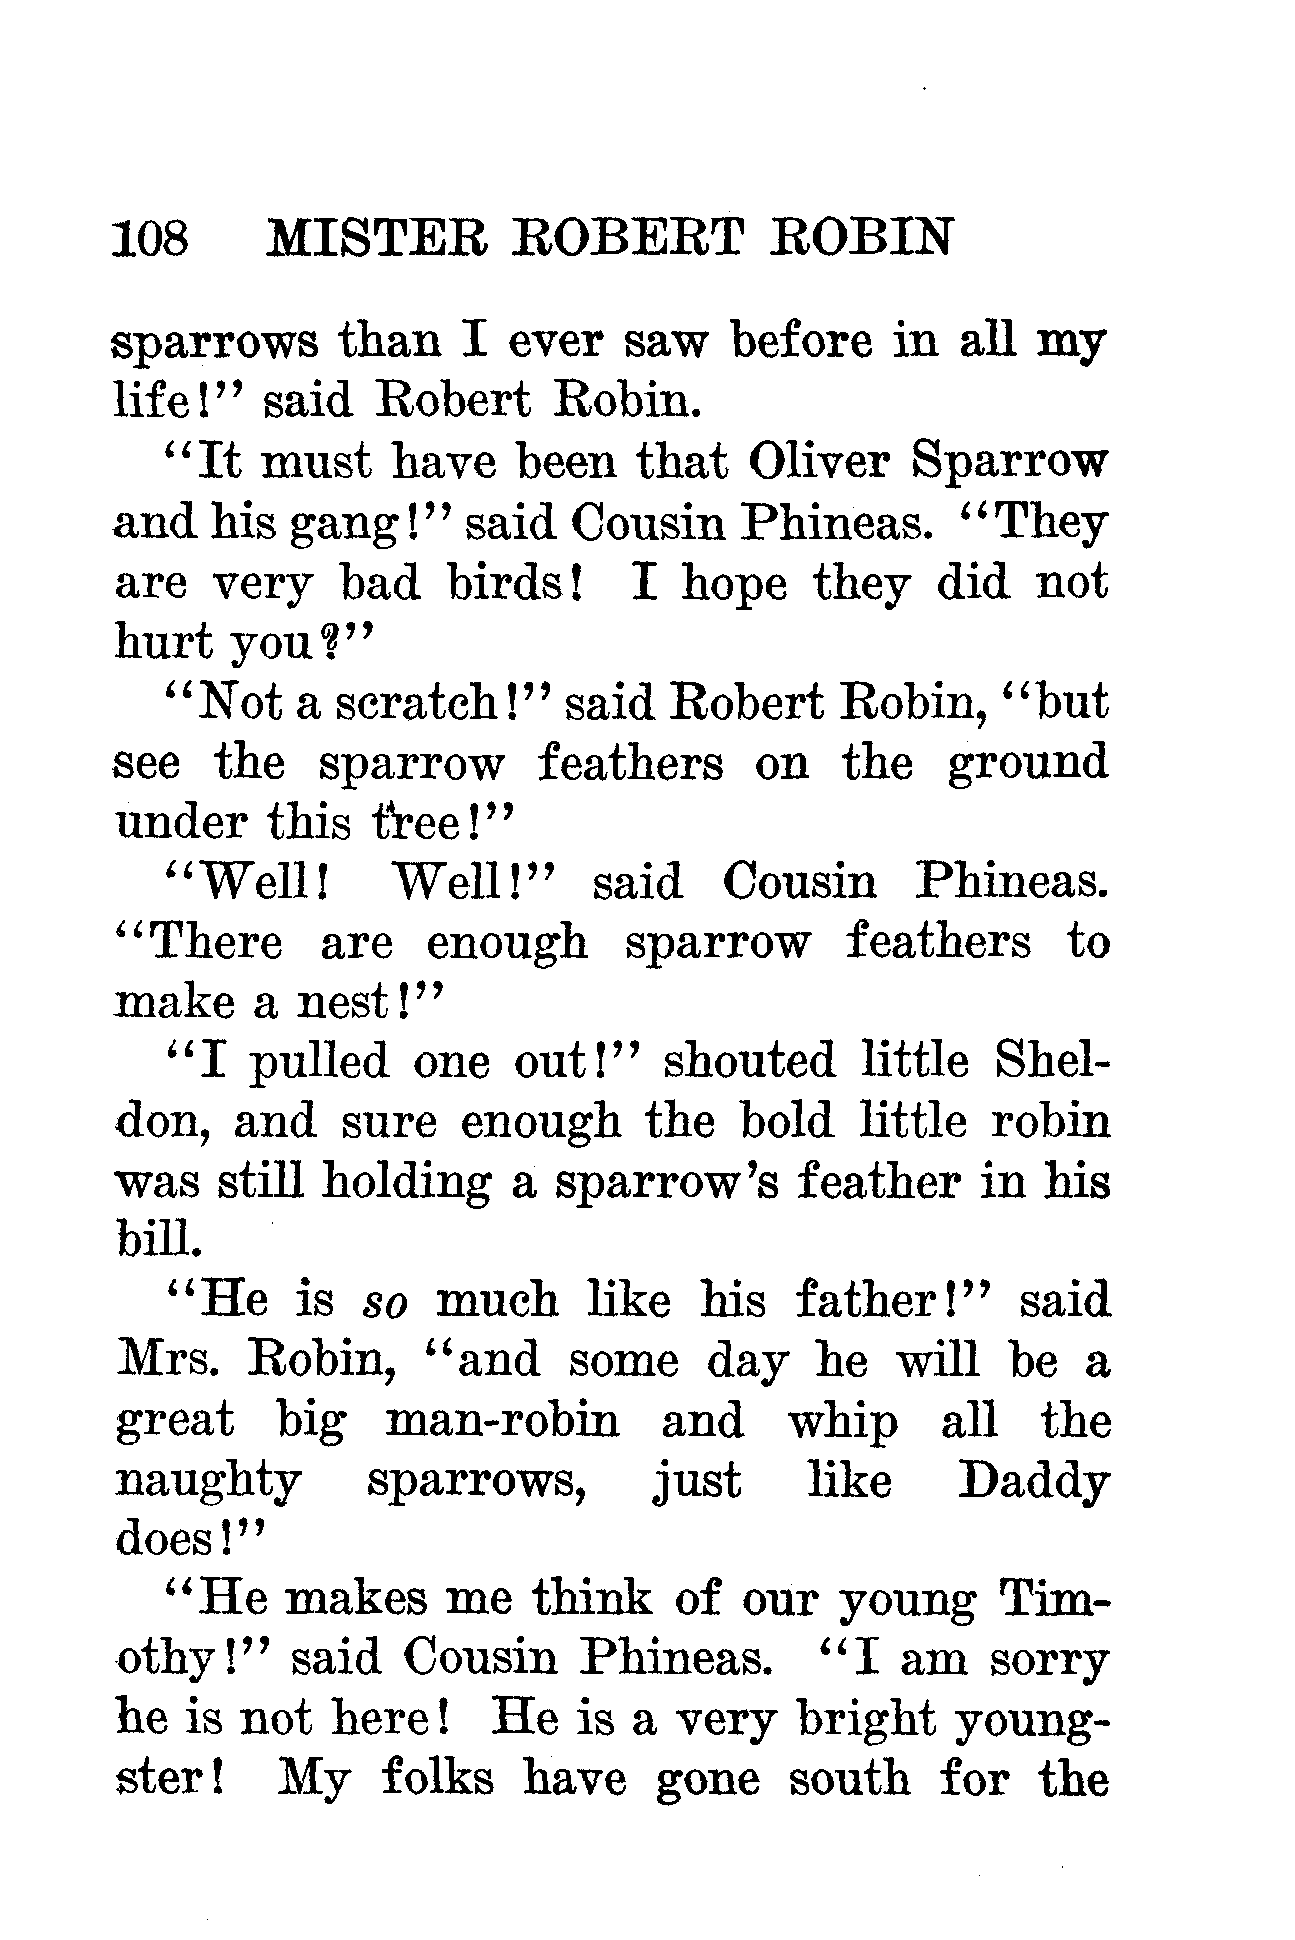 108 MISTER ROBERT ROBIN
sparrows than I ever saw before in all my
life!" said Robert Robin.
"It must have been that Oliver Sparrow
and his gang!" said Cousin Phineas. "They
are very bad birds! I hope they did not
hurt you?"
"Not a scratch!" said Robert Robin, "but
see the sparrow feathers on the ground
under this tree!"
"Well! Well!" said Cousin Phineas.
"There are enough sparrow feathers to
make a nest!"
"I pulled one out!" shouted little Shel-
don, and sure enough the bold little robin
was still holding a sparrow's feather in his
bill.
"He is so much like his father!" said
Mrs. Robin, "and some day he will be a
great big man-robin and whip all the
naughty sparrows, just like Daddy
does!"
"He makes me think of our young Tim-
othy!" said Cousin Phineas. "I am sorry
he is not here! He is a very bright young-
ster! My folks have gone south for the